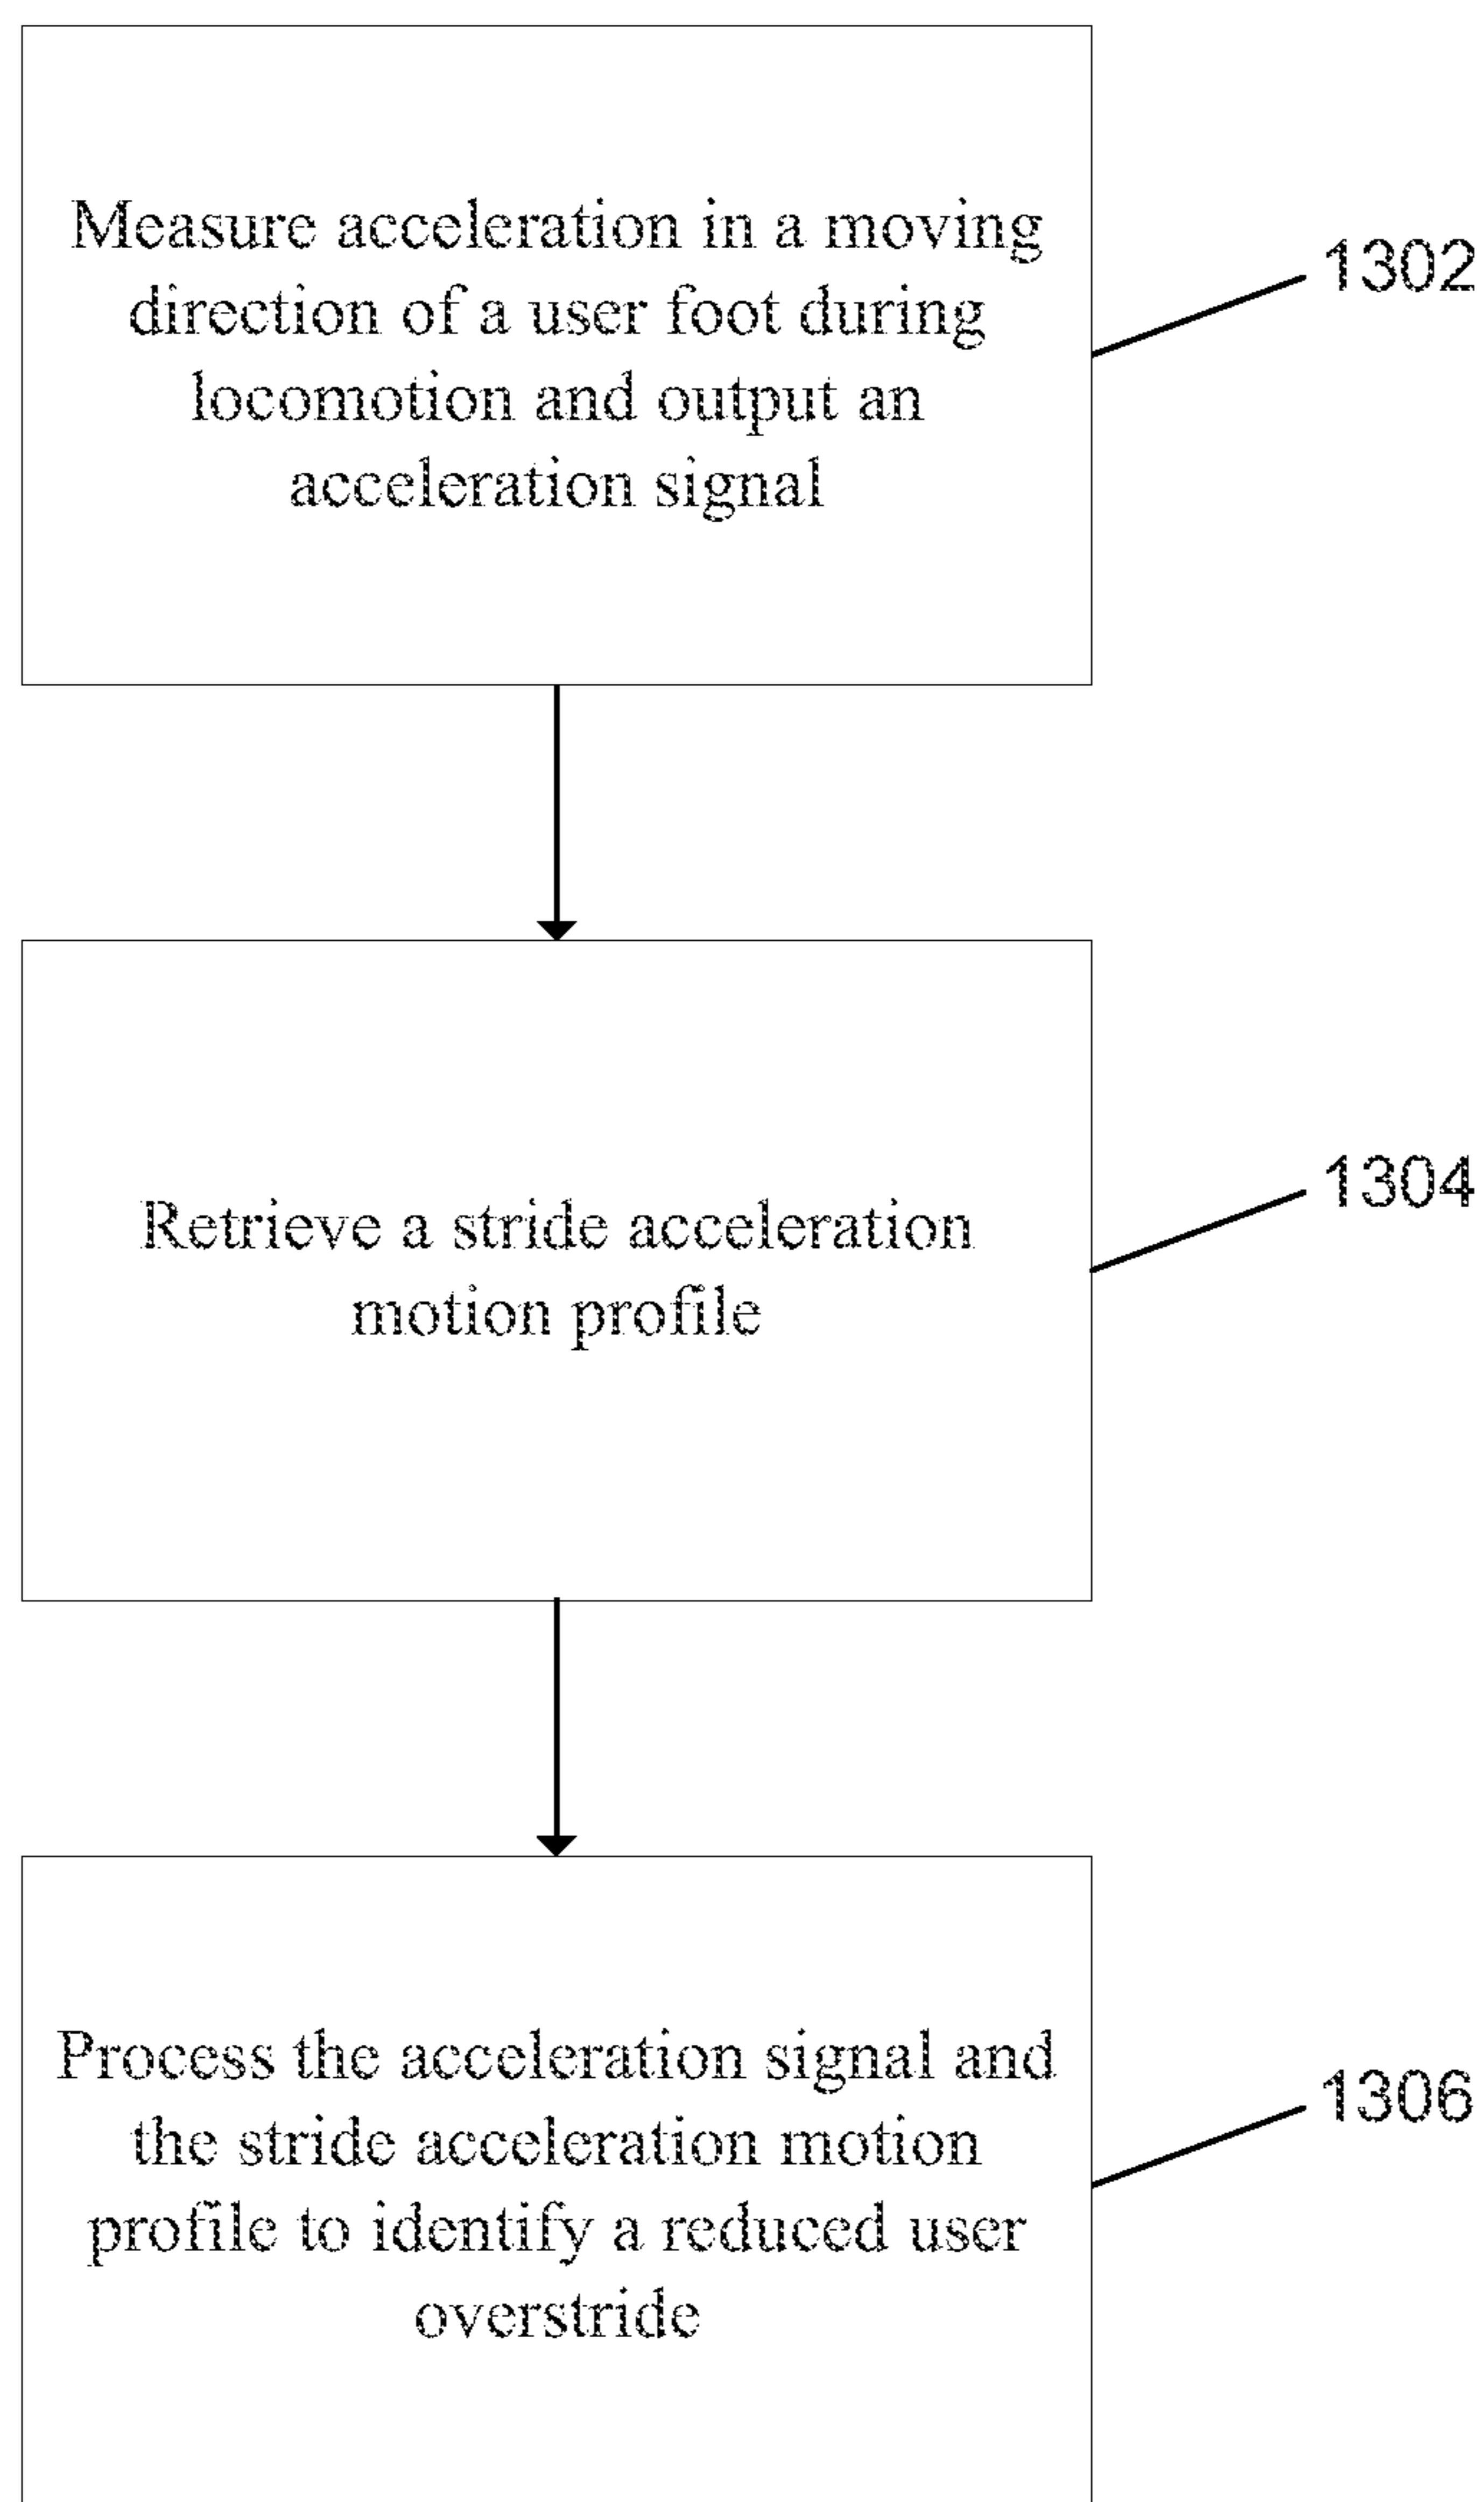 Measure acceleration in a moving
direction of a user foot during
locomotion and output an
acceleration signal
1302
Retrieve a stride acceleration
motion profile
1304
Process the acceleration signal and
the stride acceleration motion
profile to identify a reduced user
overstride
1306